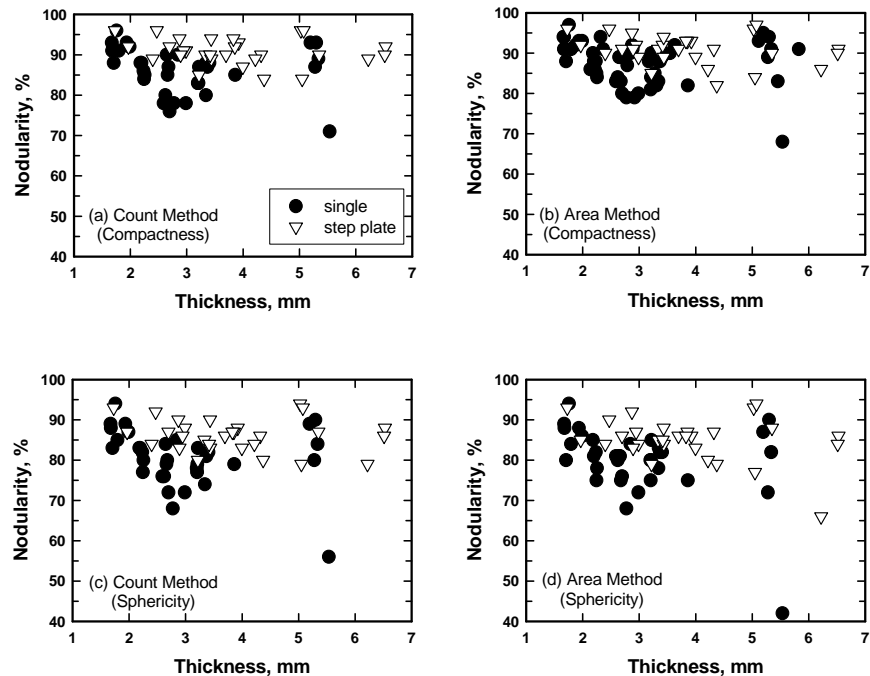 100
90
80
70
60
50
40
Nodularity, %
(a) Count Method
(Compactness)
single
step plate
1 2 3 4 5 6 7
Thickness, mm
100
90
80
70
60
50
40
Nodularity, %
(b) Area Method
(Compactness)
1 2 3 4 5 6 7
Thickness, mm
100
90
80
70
60
50
40
Nodularity, %
(c) Count Method
(Sphericity)
1 2 3 4 5 6 7
Thickness, mm
100
90
80
70
60
50
40
Nodularity, %
(d) Area Method
(Sphericity)
1 2 3 4 5 6 7
Thickness, mm